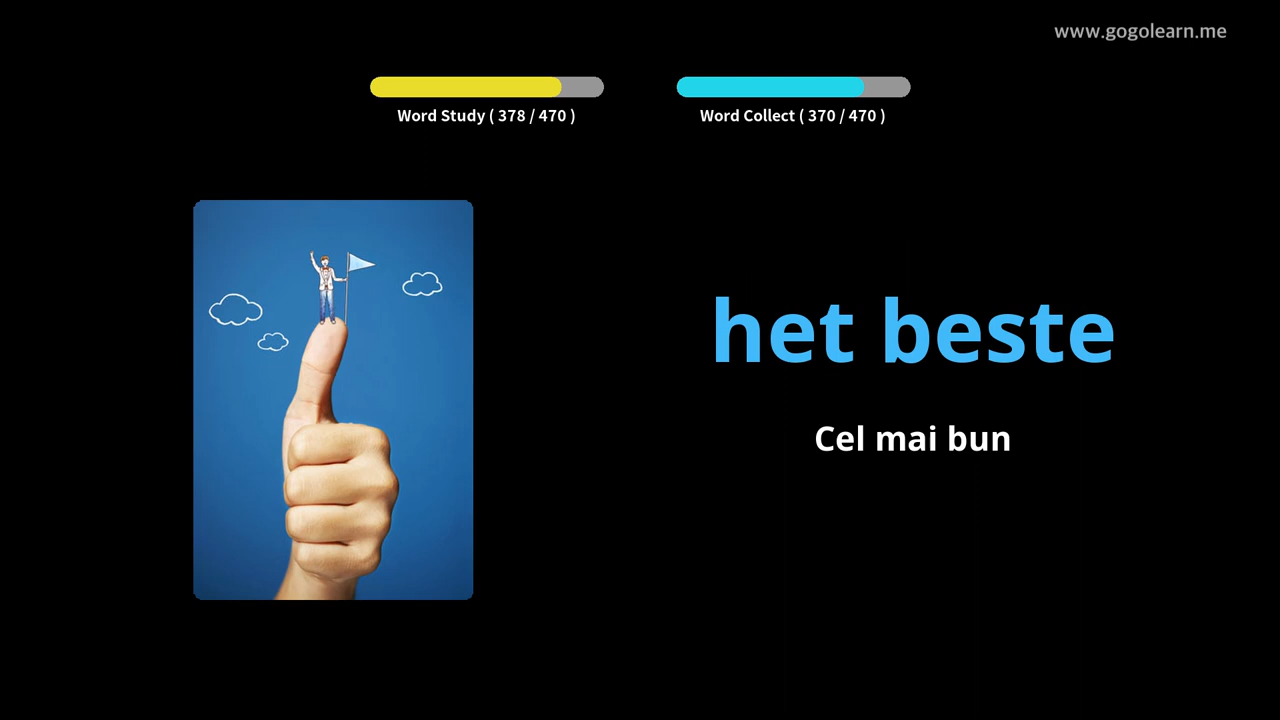 www.gogolearn.me
Word Study ( 378 / 470 )
Word Collect ( 370 / 470 )
het beste
Cel mai bun